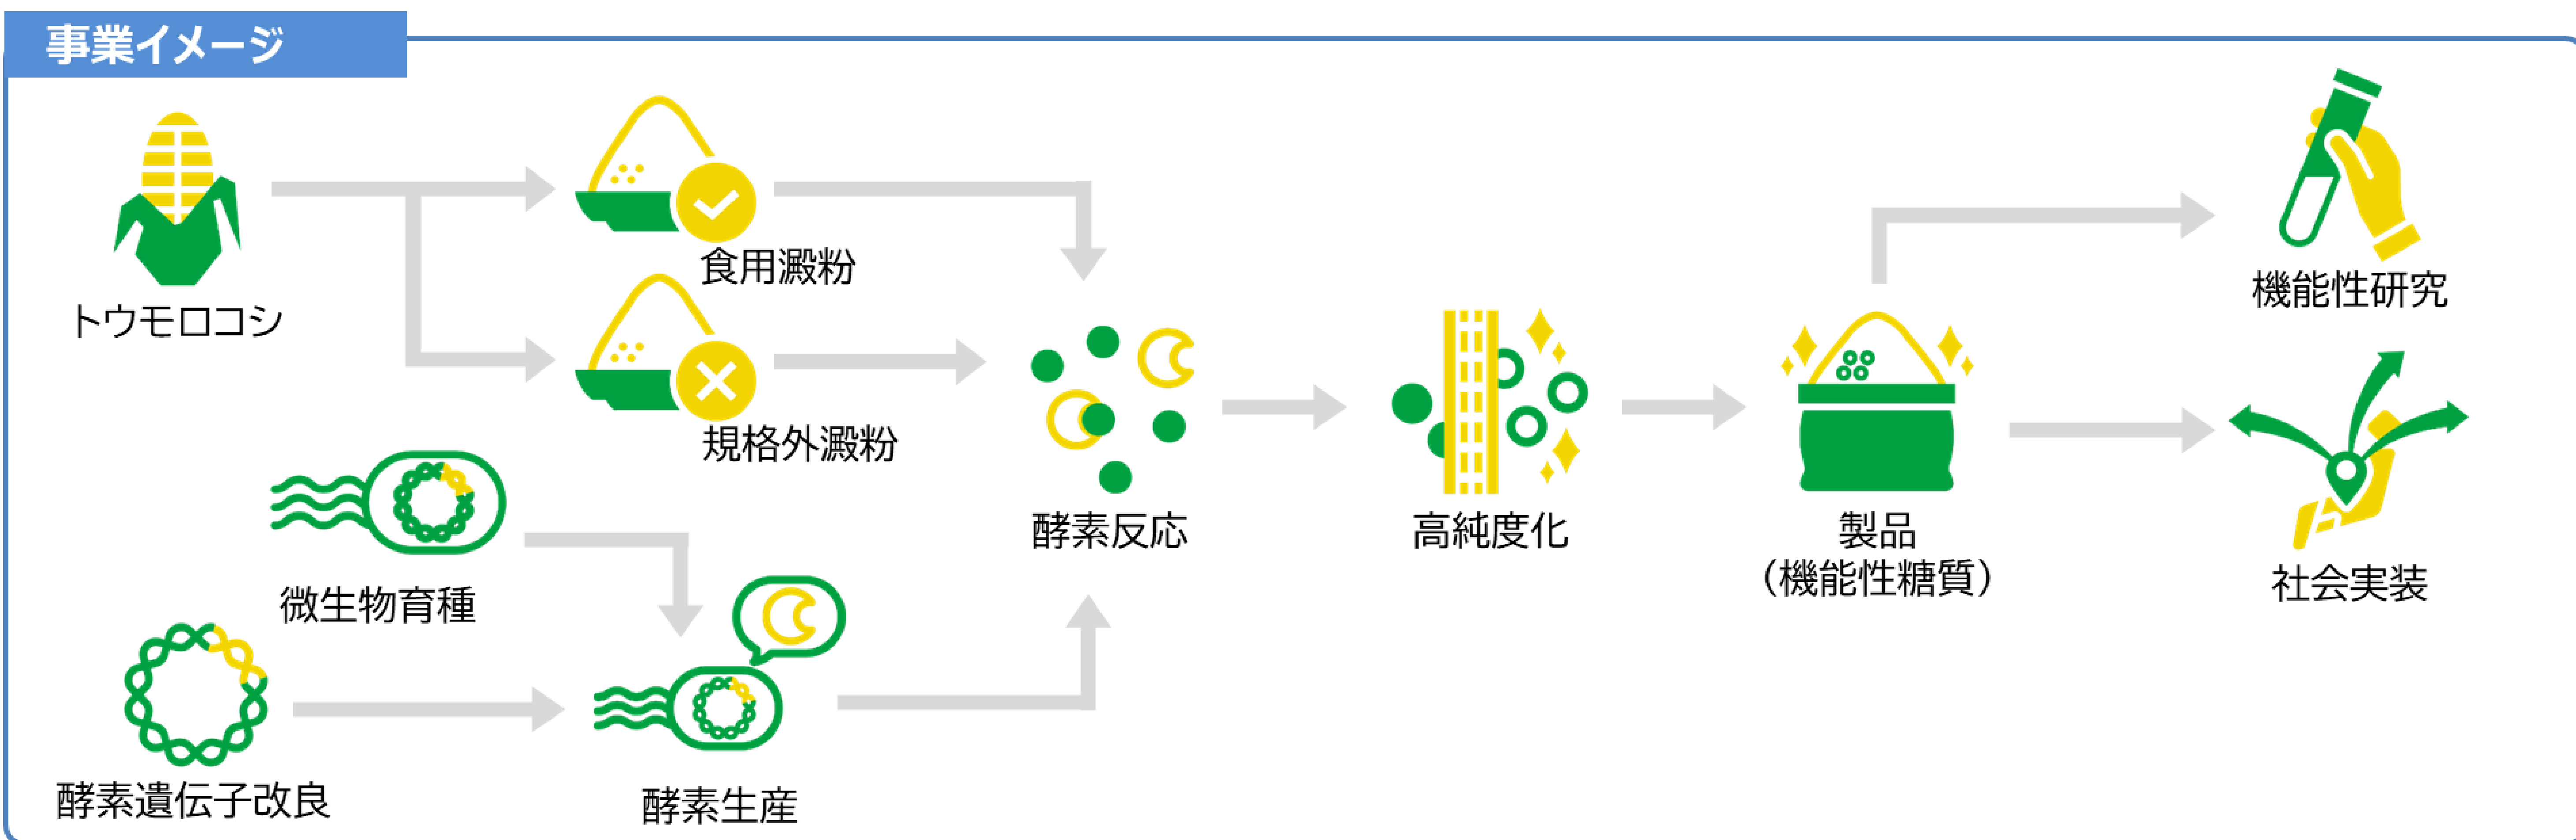 事業イメージ
トウモロコシ
食用澱粉
規格外澱粉
微生物育種
酵素遺伝子改良
酵素生産
酵素反応
高純度化
製品
（機能性糖質）
機能性研究
社会実装